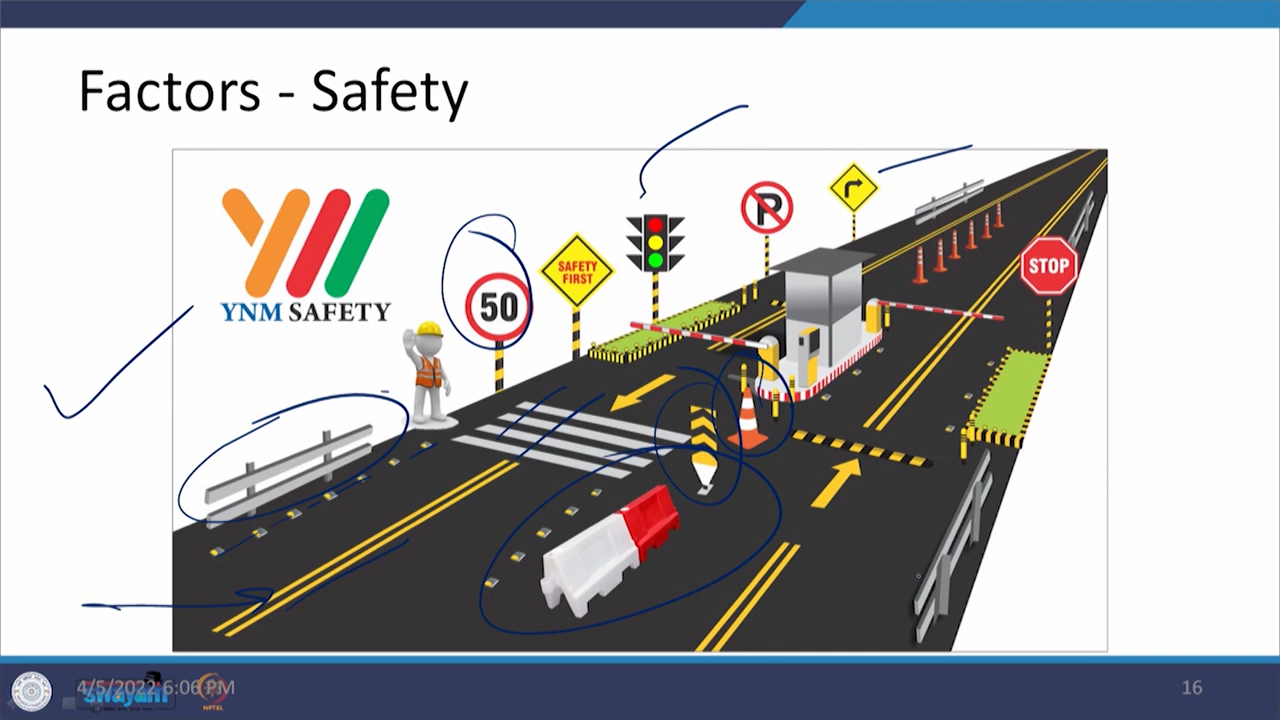 Factors - Safety
YNM SAFETY
50
SAFETY
FIRST
P
STOP
4/5/2022 6:06 PM
swayam
NPTEL
16